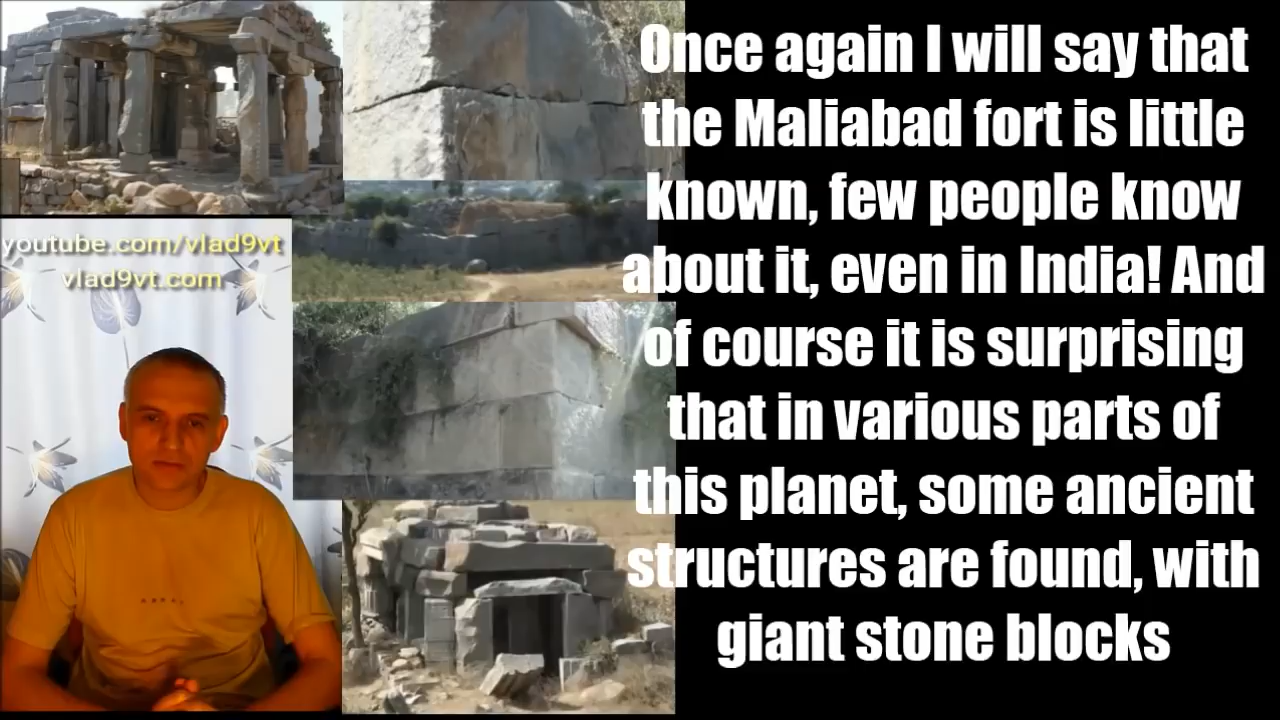 Once again I will say that
the Maliabad fort is little
known, few people know
about it, even in India! And
of course it is surprising
that in various parts of
this planet, some ancient
structures are found, with
giant stone blocks
youtube.com/vlad9vt
vlad9vt.com